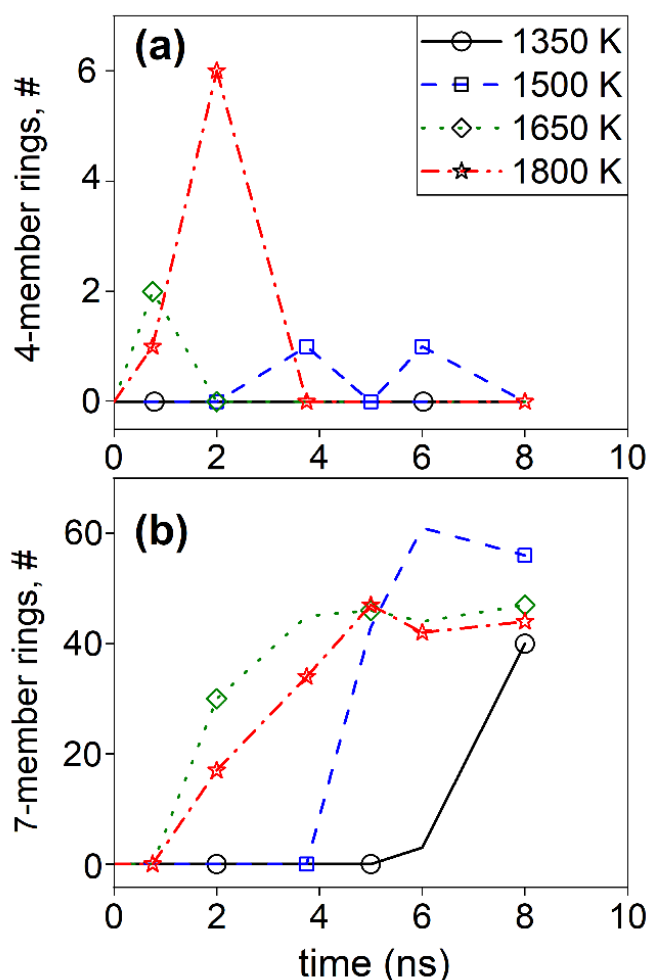 (a)
1350 K
1500 K
1650 K
1800 K
4-member rings, #
6
4
2
0
0 2 4 6 8 10
(b)
7-member rings, #
60
40
20
0
0 2 4 6 8 10
time (ns)